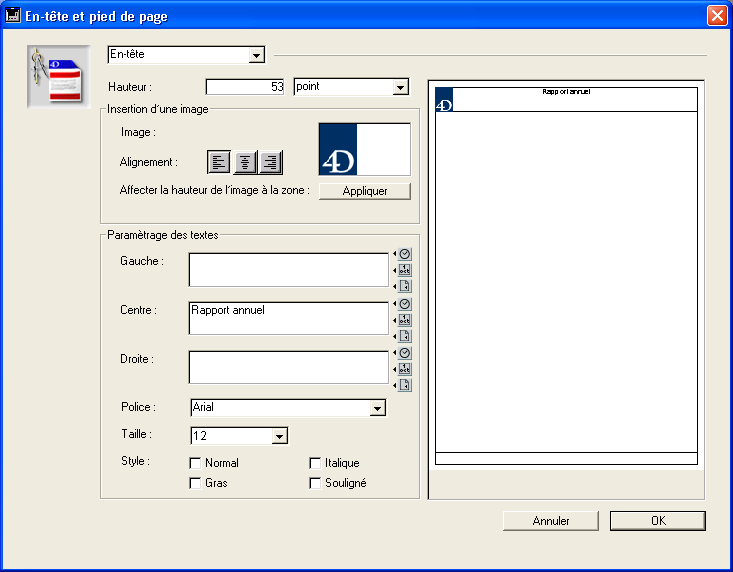 En-tête et pied de page
En-tête
Hauteur :
53
point
Insertion d'une image
Image :
4D
Alignement :
Affecter la hauteur de l'image à la zone :
Appliquer
Paramètrage des textes
Gauche :
Centre :
Rapport annuel
Droite :
Police :
Arial
Taille :
12
Style :
Normal
Italique
Gras
Souligné
4D
Rapport annuel
Annuler
OK